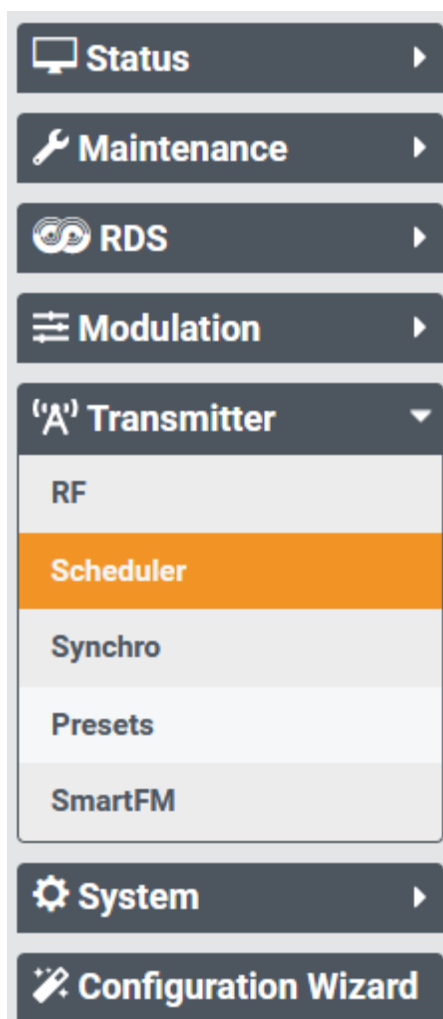 Status
Maintenance
RDS
Modulation
Transmitter
RF
Scheduler
Synchro
Presets
SmartFM
System
Configuration Wizard